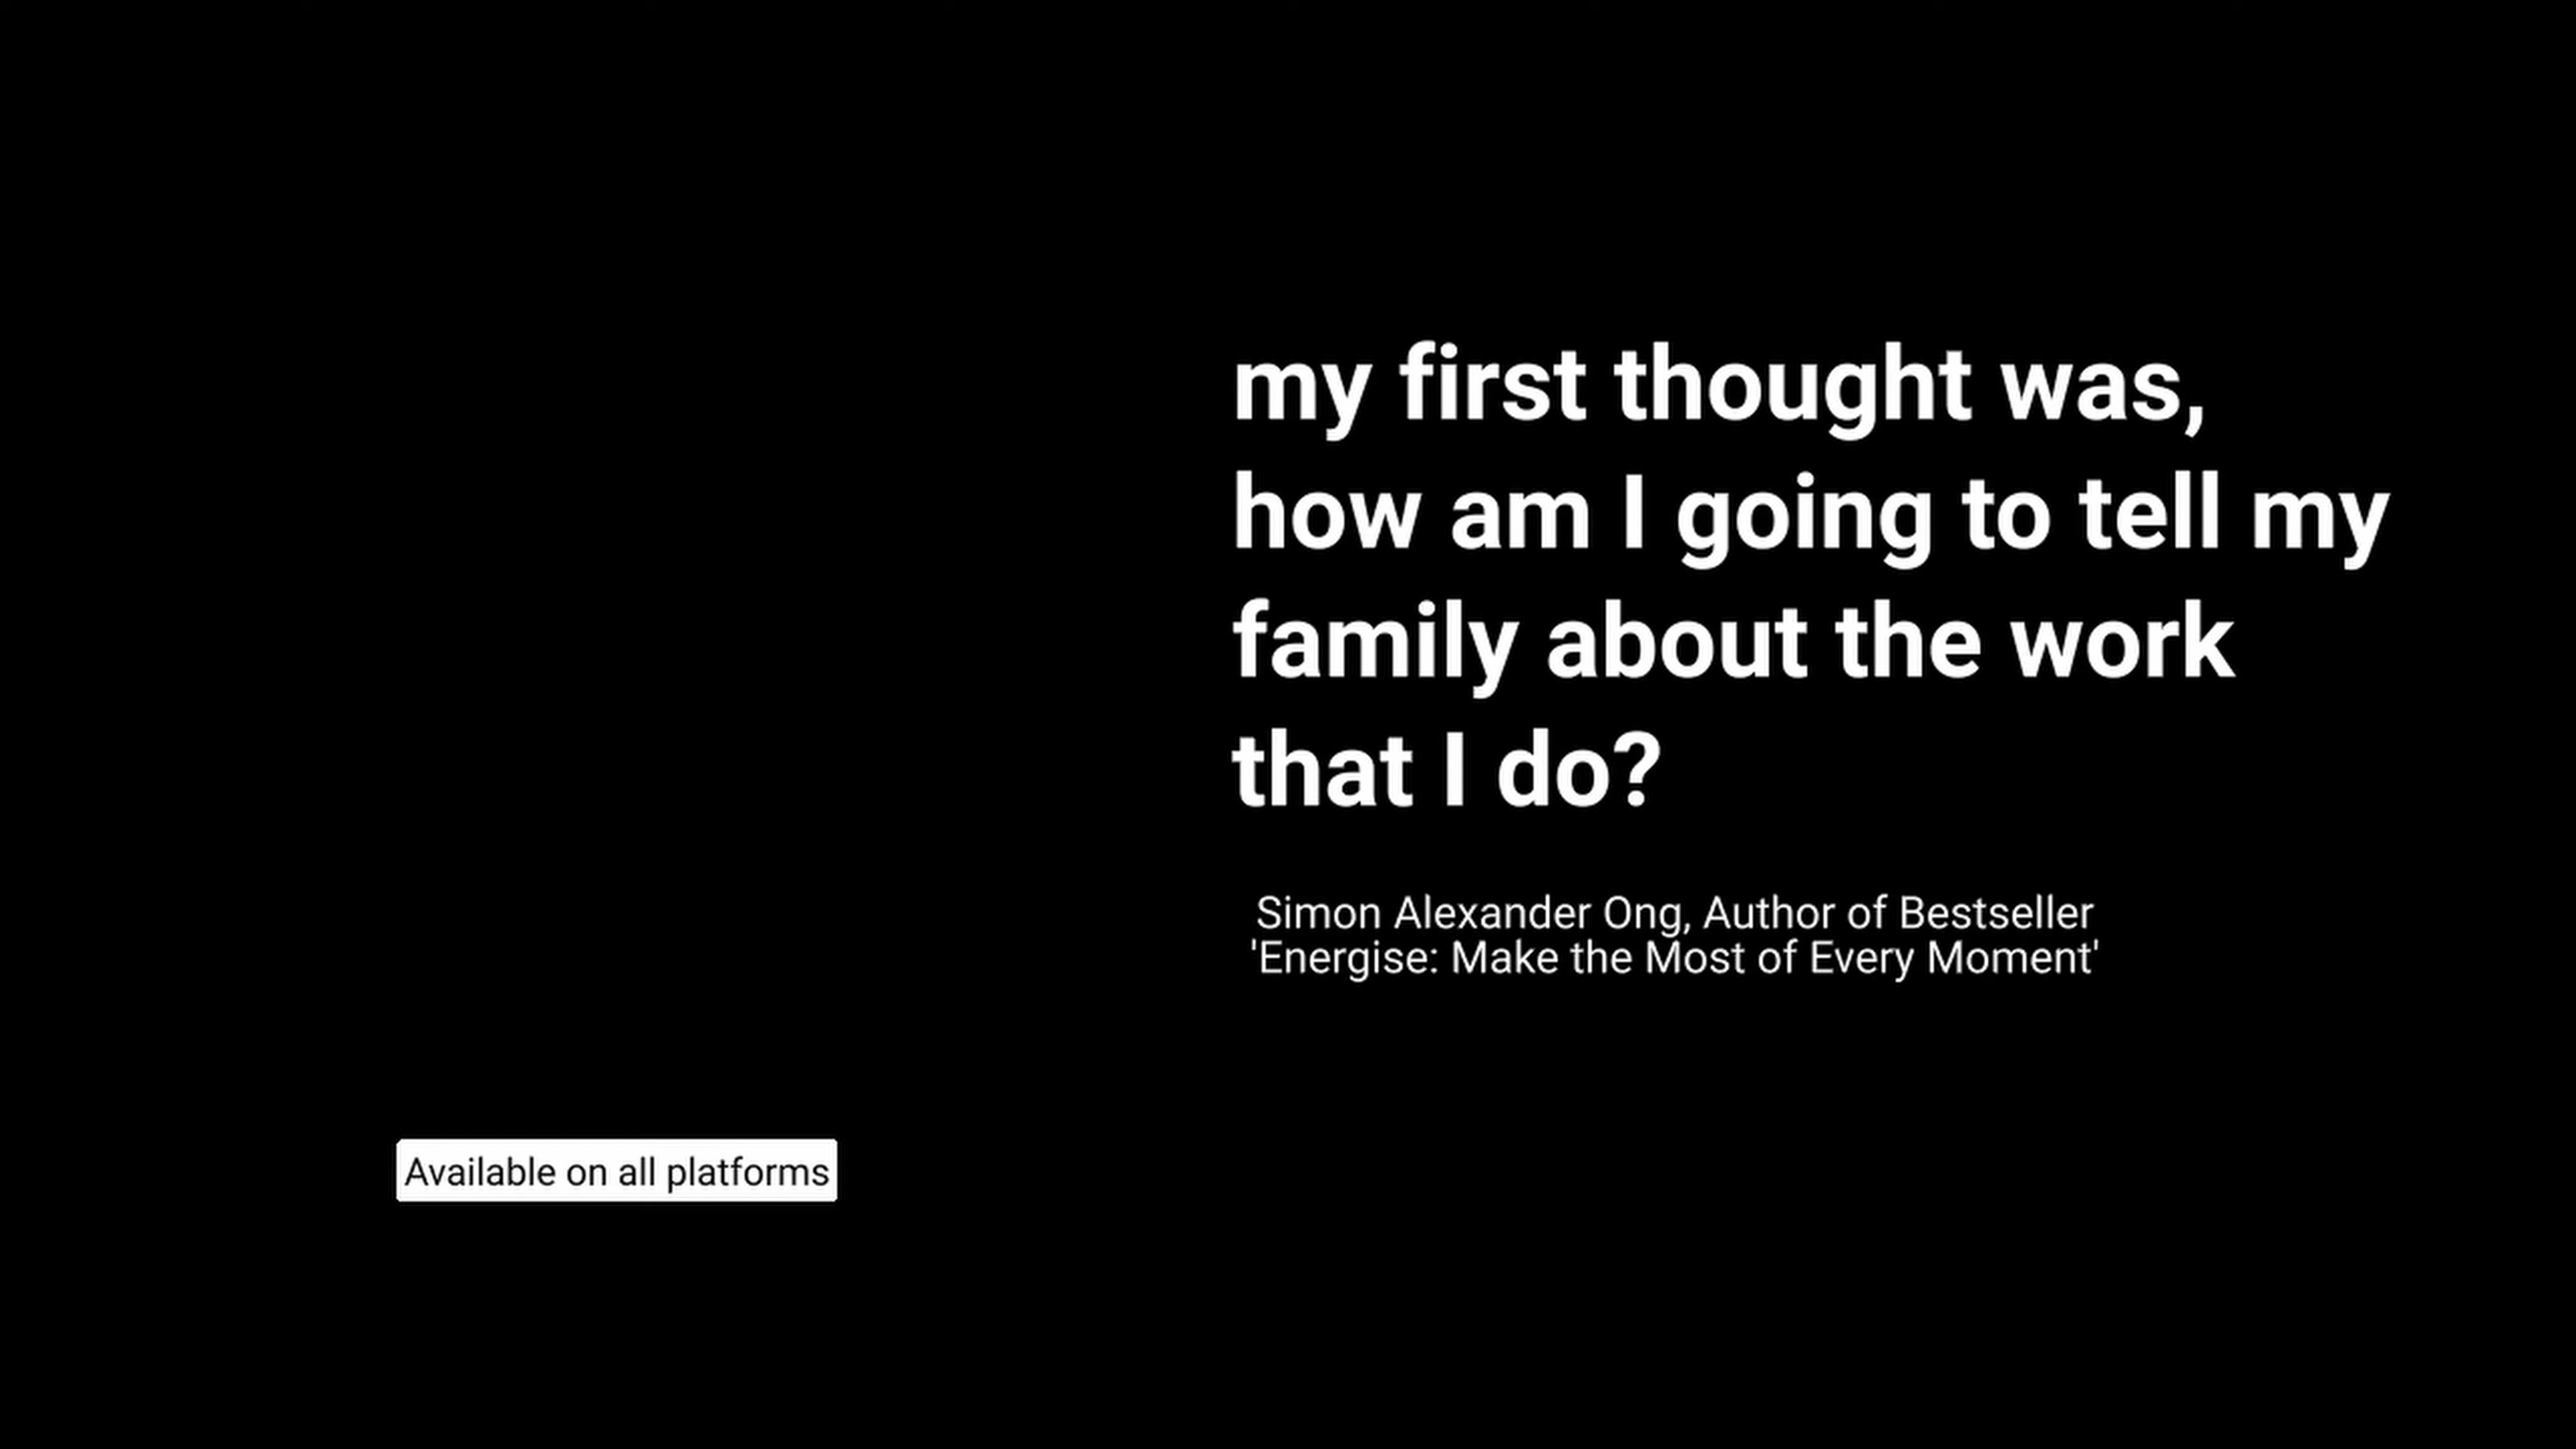 my first thought was,
how am I going to tell my
family about the work
that I do?
Simon Alexander Ong, Author of Bestseller
'Energise: Make the Most of Every Moment'
Available on all platforms